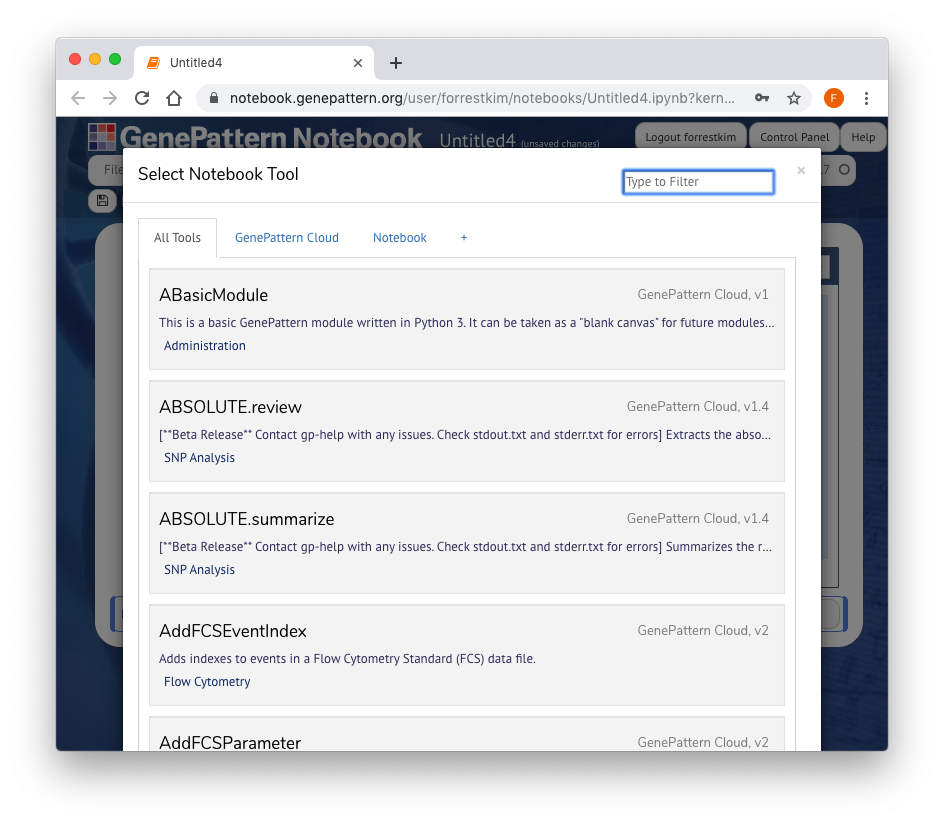 Untitled4
notebook.genepattern.org/user/forrestkim/notebooks/Untitled4.ipynb?kern...
F
GenePattern Notebook Untitled4 (unsaved changes)
Logout forrestkim
Control Panel
Help
File
Select Notebook Tool
Type to Filter
All Tools
GenePattern Cloud
Notebook
+
ABasicModule
GenePattern Cloud, v1
This is a basic GenePattern module written in Python 3. It can be taken as a "blank canvas" for future modules...
Administration
ABSOLUTE.review
GenePattern Cloud, v1.4
[**Beta Release** Contact gp-help with any issues. Check stdout.txt and stderr.txt for errors] Extracts the abso...
SNP Analysis
ABSOLUTE.summarize
GenePattern Cloud, v1.4
[**Beta Release** Contact gp-help with any issues. Check stdout.txt and stderr.txt for errors] Summarizes the r...
SNP Analysis
AddFCSEventIndex
GenePattern Cloud, v2
Adds indexes to events in a Flow Cytometry Standard (FCS) data file.
Flow Cytometry
AddFCSParameter
GenePattern Cloud, v2